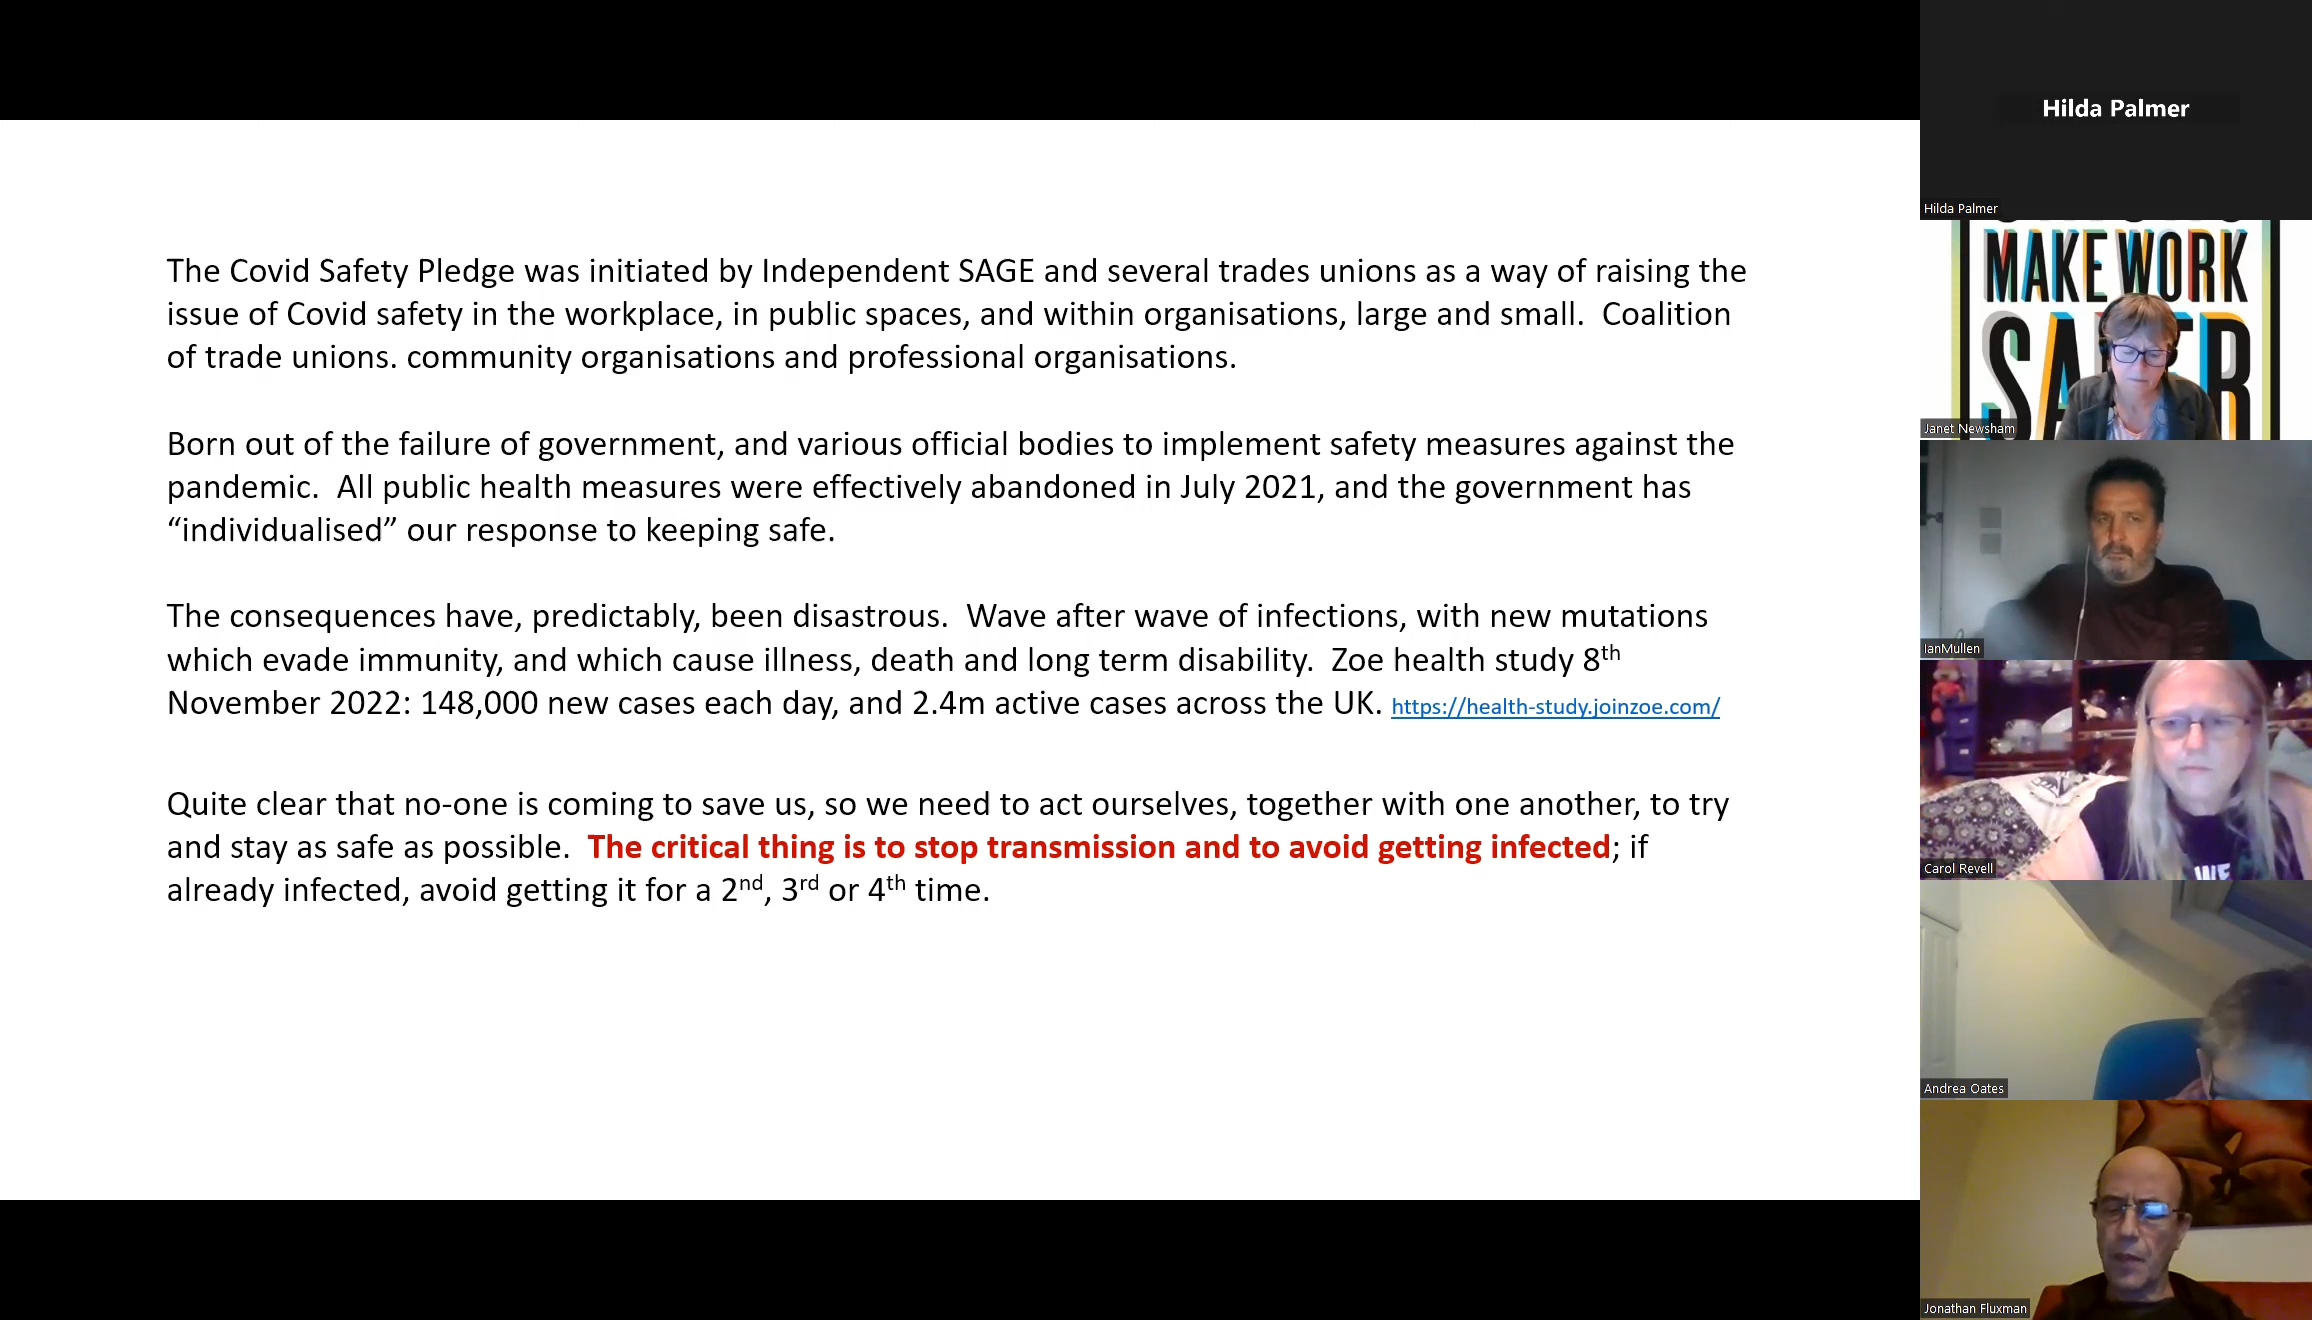 The Covid Safety Pledge was initiated by Independent SAGE and several trades unions as a way of raising the
issue of Covid safety in the workplace, in public spaces, and within organisations, large and small.  Coalition
of trade unions. community organisations and professional organisations.
Born out of the failure of government, and various official bodies to implement safety measures against the
pandemic.  All public health measures were effectively abandoned in July 2021, and the government has
“individualised” our response to keeping safe.
The consequences have, predictably, been disastrous.  Wave after wave of infections, with new mutations
which evade immunity, and which cause illness, death and long term disability.  Zoe health study 8th
November 2022: 148,000 new cases each day, and 2.4m active cases across the UK. https://health-study.joinzoe.com/
Quite clear that no-one is coming to save us, so we need to act ourselves, together with one another, to try
and stay as safe as possible.  The critical thing is to stop transmission and to avoid getting infected; if
already infected, avoid getting it for a 2nd, 3rd or 4th time.
Hilda Palmer
Hilda Palmer
MAKE WORK
Janet Newsham
IanMullen
WE
Carol Revell
Andrea Oates
Jonathan Fluxman